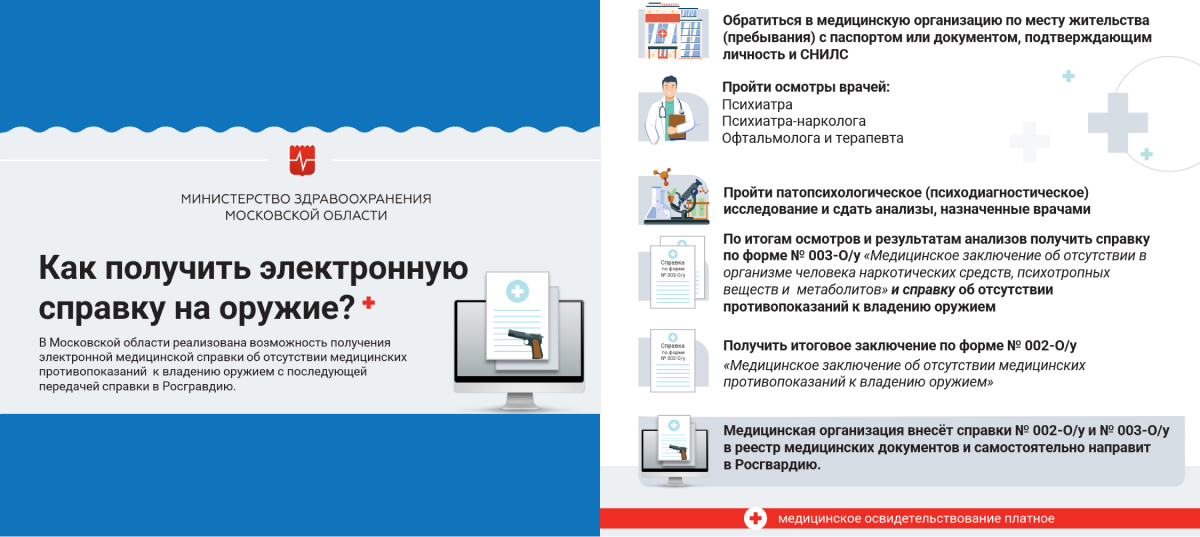 МИНИСТЕРСТВО ЗДРАВООХРАНЕНИЯ
МОСКОВСКОЙ ОБЛАСТИ
Как получить электронную
справку на оружие?
В Московской области реализована возможность получения
электронной медицинской справки об отсутствии медицинских
противопоказаний к владению оружием с последующей
передачей справки в Росгравдию.
Обратиться в медицинскую организацию по месту жительства
(пребывания) с паспортом или документом, подтверждающим
личность и СНИЛС
Пройти осмотры врачей:
Психиатра
Психиатра-нарколога
Офтальмолога и терапевта
Пройти патопсихологическое (психодиагностическое)
исследование и сдать анализы, назначенные врачами
Справка
по форме
№ 003-О/у
По итогам осмотров и результатам анализов получить справку
по форме № 003-О/у «Медицинское заключение об отсутствии в
организме человека наркотических средств, психотропных
веществ и метаболитов» и справку об отсутствии
противопоказаний к владению оружием
Справка
по форме
№ 002-О/у
Получить итоговое заключение по форме № 002-О/у
«Медицинское заключение об отсутствии медицинских
противопоказаний к владению оружием»
Медицинская организация внесёт справки № 002-О/у и № 003-О/у
в реестр медицинских документов и самостоятельно направит
в Росгвардию.
медицинское освидетельствование платное